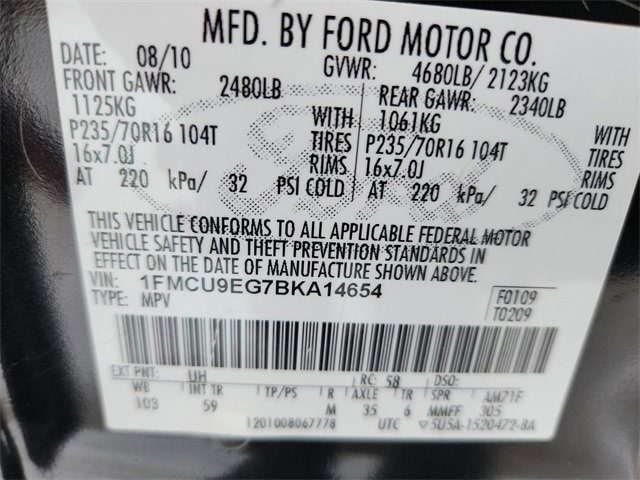 MFD. BY FORD MOTOR CO.
DATE: 08/10 GVWR: 4680LB/ 2123KG
FRONT GAWR: 2480LB REAR GAWR: 2340LB
1125KG WITH 1061KG WITH
P235/70R16 104T TIRES P235/70R16 104T TIRES
16x7.0J RIMS 16x7.0J RIMS
AT 220 kPa/ 32 PSI COLD AT 220 kPa/ 32 PSI COLD
Ford
THIS VEHICLE CONFORMS TO ALL APPLICABLE FEDERAL MOTOR
VEHICLE SAFETY AND THEFT PREVENTION STANDARDS IN
EFFECT ON THE DATE OF MANUFACTURE SHOWN ABOVE.
VIN: 1FMCU9EG7BKA14654 F0109
TYPE: MPV T0209
EXT PNT: UH RC: 58 DSO:
WB INT TR TP/PS R AXLE TR SPR AM71F
103 59 M 35 6 MMFF 305
1201008067778 UTC ▽5U5A-1520472-BA